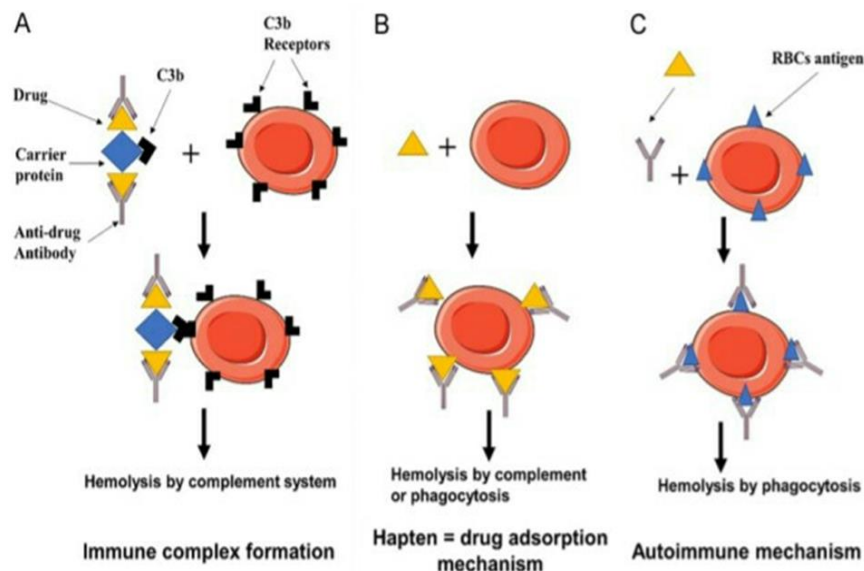 A
C3b
Receptors
C3b
Drug
Carrier
protein
Anti-drug
Antibody
+
Hemolysis by complement system
Immune complex formation
B
+
Hemolysis by complement
or phagocytosis
Hapten = drug adsorption
mechanism
C
RBCs antigen
+
Hemolysis by phagocytosis
Autoimmune mechanism